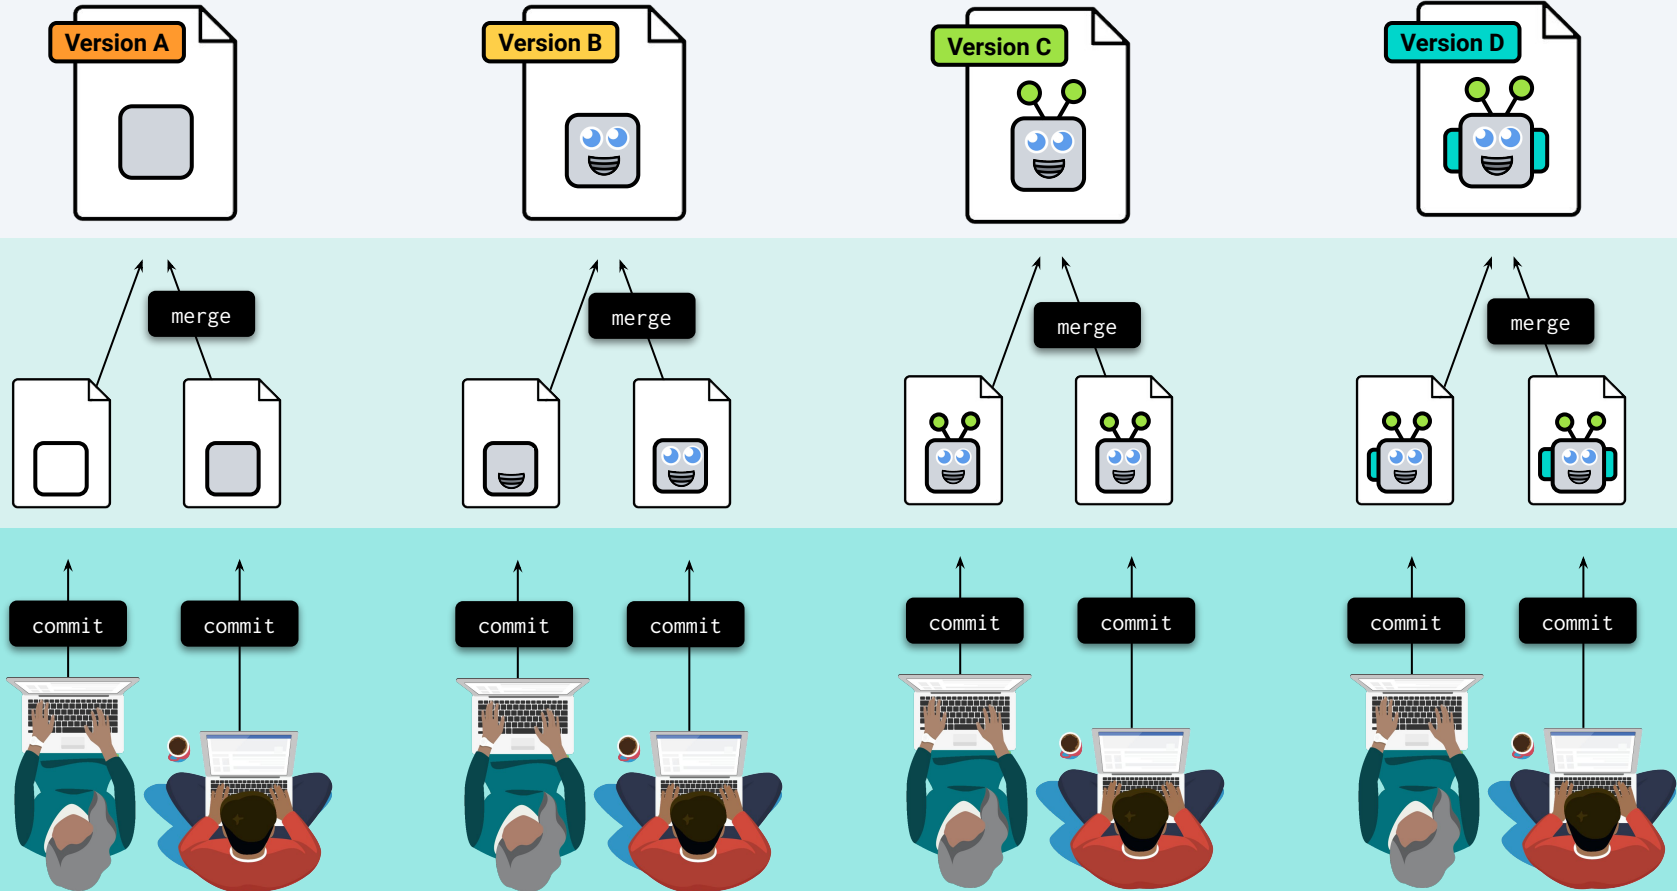 Version A
Version B
Version C
Version D
merge
merge
merge
merge
commit
commit
commit
commit
commit
commit
commit
commit